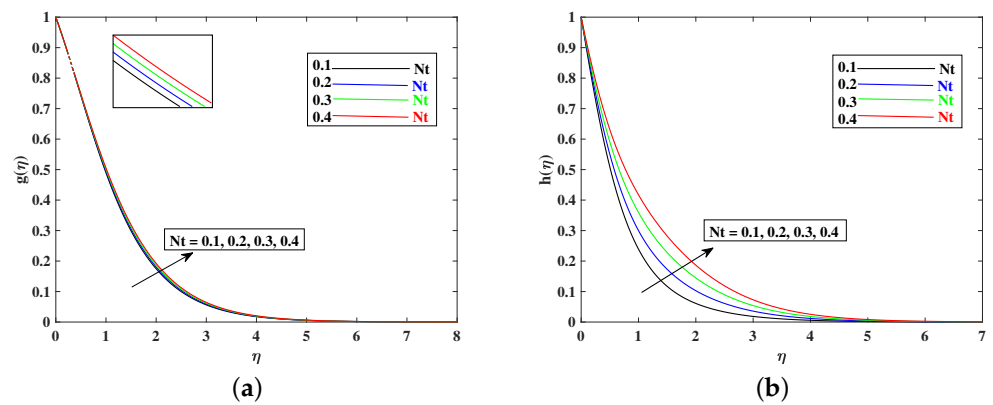 1
0.9
0.8
0.7
0.6
0.5
0.4
0.3
0.2
0.1
0
g(η)
0.1 Nt
0.2 Nt
0.3 Nt
0.4 Nt
Nt = 0.1, 0.2, 0.3, 0.4
0 1 2 3 4 5 6 7 8
η
(a)
1
0.9
0.8
0.7
0.6
0.5
0.4
0.3
0.2
0.1
0
h(η)
0.1 Nt
0.2 Nt
0.3 Nt
0.4 Nt
Nt = 0.1, 0.2, 0.3, 0.4
0 1 2 3 4 5 6 7
η
(b)